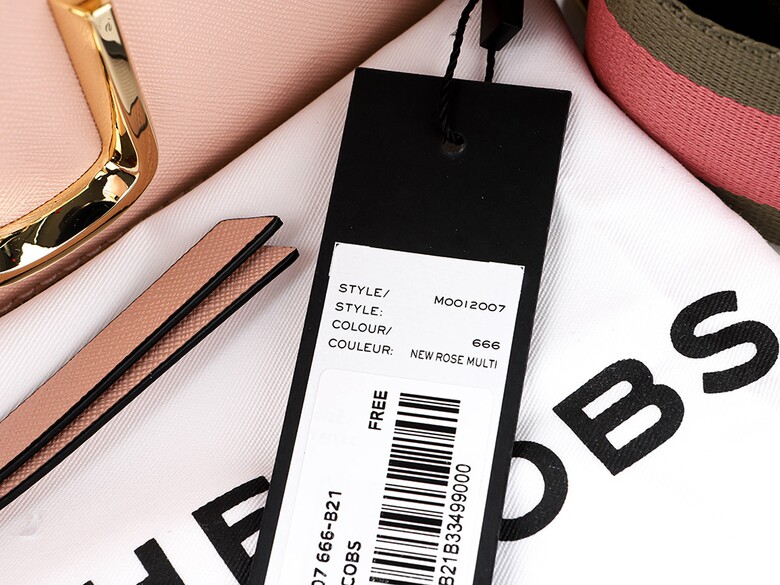 STYLE/ M0012007
STYLE:
COLOUR/ 666
COULEUR: NEW ROSE MULTI
FREE
07 666-B21
COBS
B21B33499000
HE
OBS